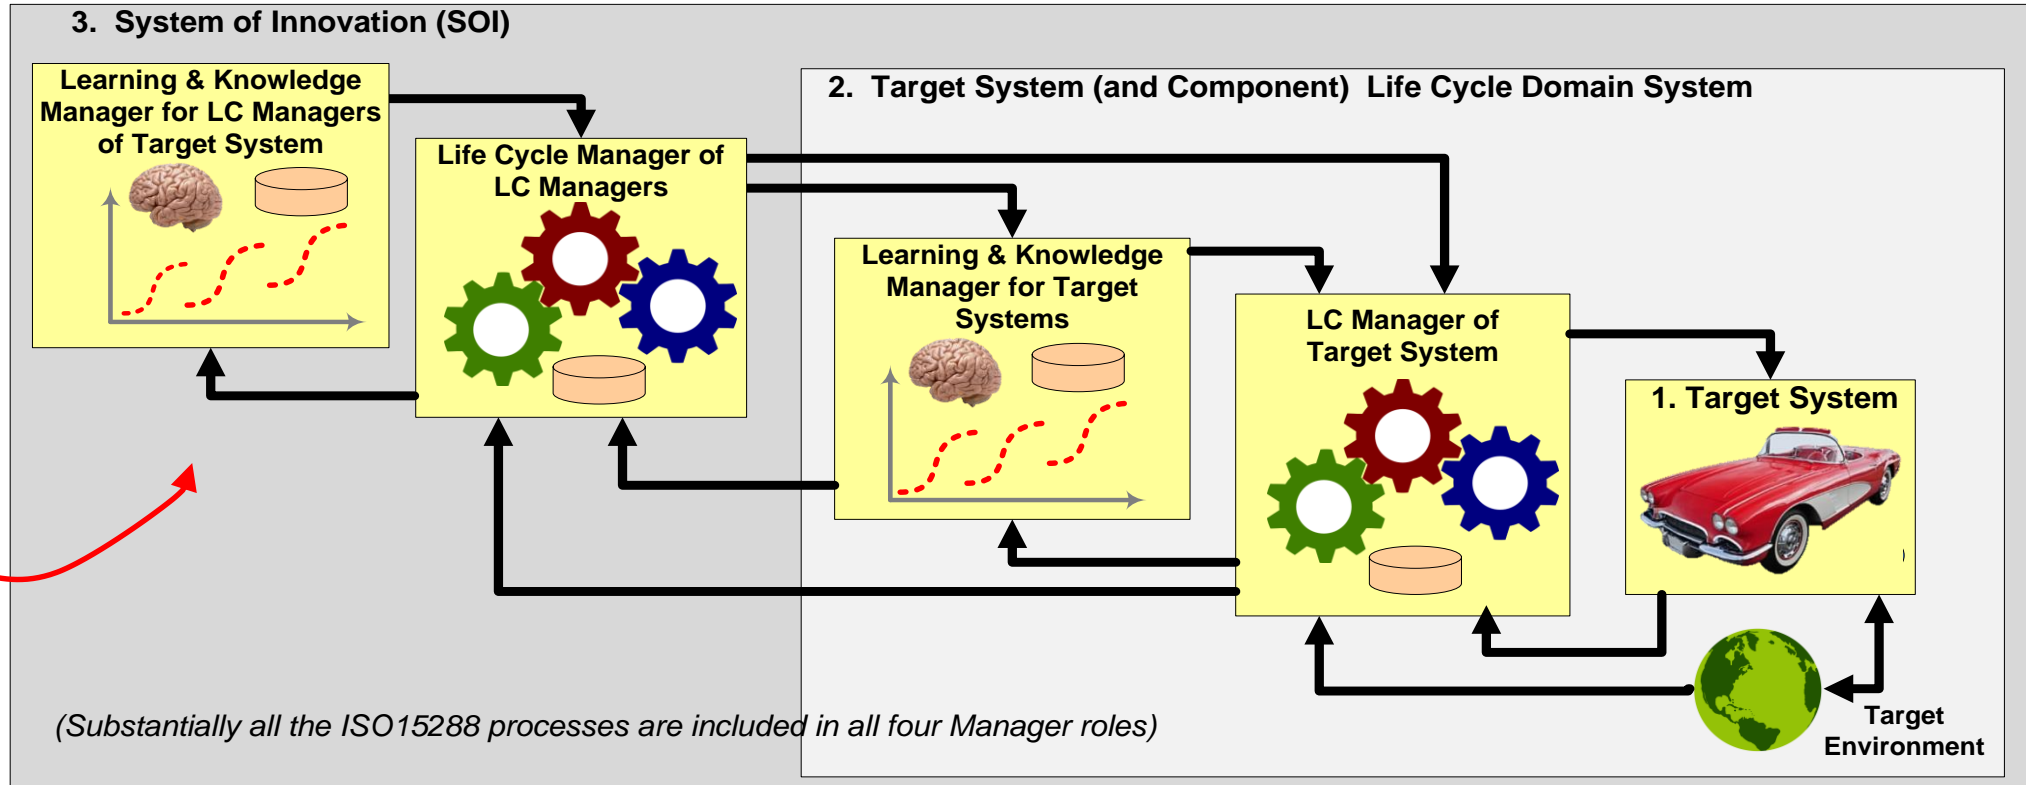 3. System of Innovation (SOI)
Learning & Knowledge
Manager for LC Managers
of Target System
2. Target System (and Component) Life Cycle Domain System
Life Cycle Manager of
LC Managers
Learning & Knowledge
Manager for Target
Systems
LC Manager of
Target System
1. Target System
)
Target
Environment
(Substantially all the ISO15288 processes are included in all four Manager roles)